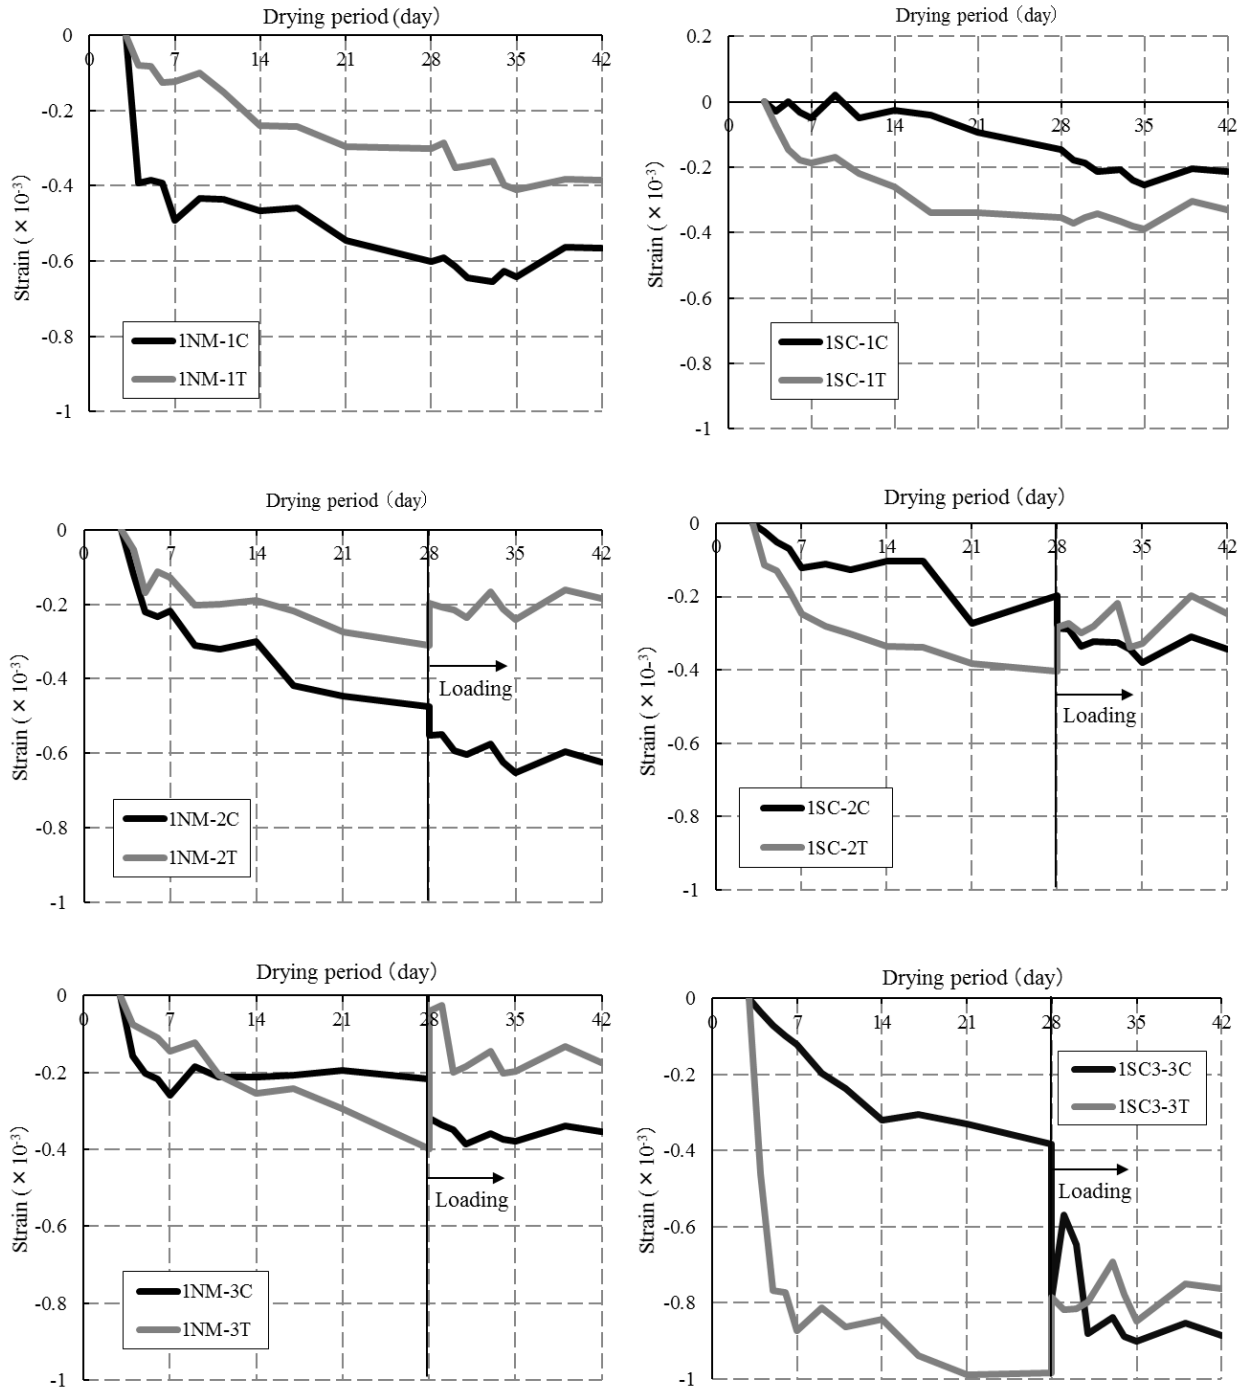 Drying period (day)
0 7 14 21 28 35 42
0
-0.2
-0.4
-0.6
-0.8
-1
Strain ( × 10⁻³)
1NM-1C
1NM-1T
Drying period (day)
0.2
0
-0.2
-0.4
-0.6
-0.8
-1
0 7 14 21 28 35 42
Strain ( × 10⁻³)
1SC-1C
1SC-1T
Drying period (day)
0
0 7 14 21 28 35 42
-0.2
-0.4
-0.6
-0.8
-1
Strain ( × 10⁻³)
Loading
1NM-2C
1NM-2T
Drying period (day)
0
0 7 14 21 28 35 42
-0.2
-0.4
-0.6
-0.8
-1
Strain ( × 10⁻³)
Loading
1SC-2C
1SC-2T
Drying period (day)
0
0 7 14 21 28 35 42
-0.2
-0.4
-0.6
-0.8
-1
Strain ( × 10⁻³)
Loading
1NM-3C
1NM-3T
Drying period (day)
0
0 7 14 21 28 35 42
-0.2
-0.4
-0.6
-0.8
-1
Strain ( × 10⁻³)
1SC3-3C
1SC3-3T
Loading